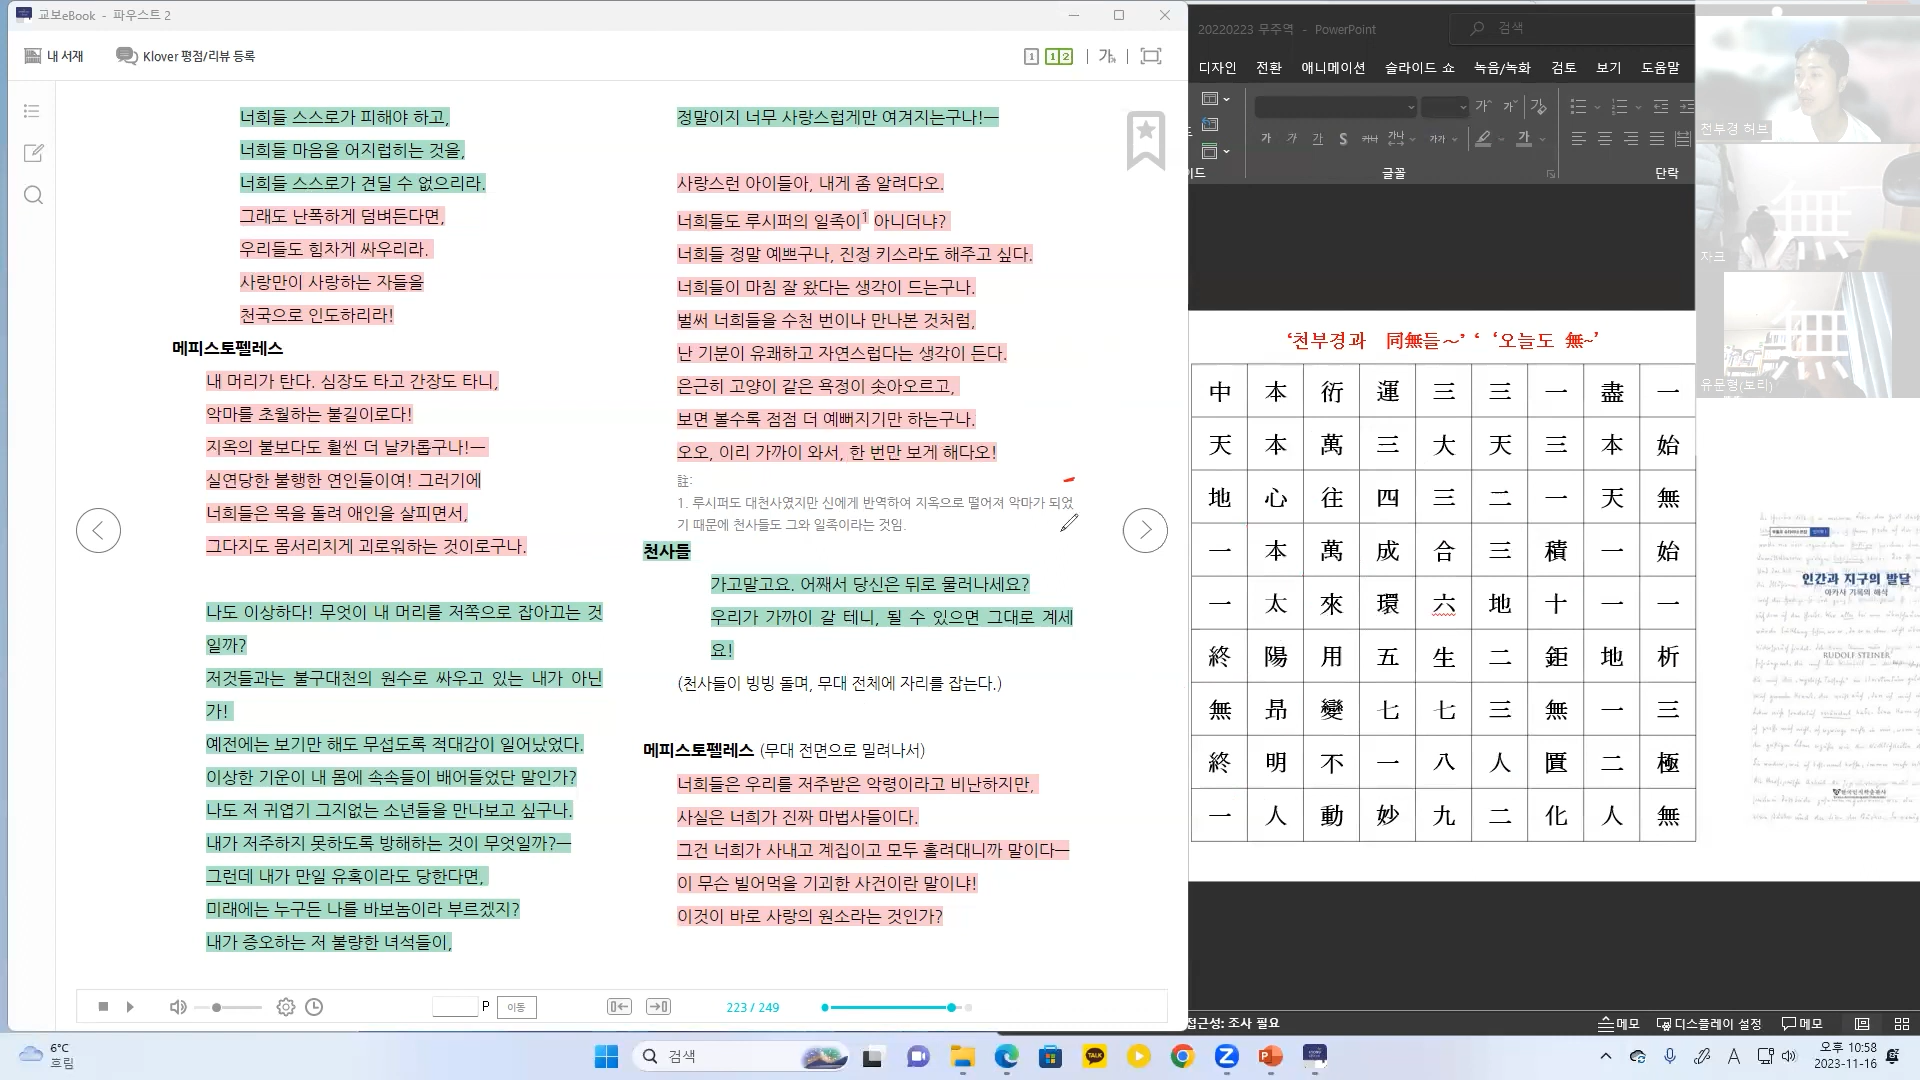 교보eBook - 파우스트 2
내 서재
Klover 평점/리뷰 등록
너희들 스스로가 피해야 하고,
너희들 마음을 어지럽히는 것을,
너희들 스스로가 견딜 수 없으리라.
그래도 난폭하게 덤벼든다면,
우리들도 힘차게 싸우리라.
사랑만이 사랑하는 자들을
천국으로 인도하리라!
메피스토펠레스
내 머리가 탄다. 심장도 타고 간장도 타니,
악마를 초월하는 불길이로다!
지옥의 불보다도 훨씬 더 날카롭구나!—
실연당한 불행한 연인들이여! 그러기에
너희들은 목을 돌려 애인을 살피면서,
그다지도 몸서리치게 괴로워하는 것이로구나.
나도 이상하다! 무엇이 내 머리를 저쪽으로 잡아끄는 것
일까?
저것들과는 불구대천의 원수로 싸우고 있는 내가 아닌
가!
예전에는 보기만 해도 무섭도록 적대감이 일어났었다.
이상한 기운이 내 몸에 속속들이 배어들었단 말인가?
나도 저 귀엽기 그지없는 소년들을 만나보고 싶구나.
내가 저주하지 못하도록 방해하는 것이 무엇일까?—
그런데 내가 만일 유혹이라도 당한다면,
미래에는 누구든 나를 바보놈이라 부르겠지?
내가 증오하는 저 불량한 녀석들이,
정말이지 너무 사랑스럽게만 여겨지는구나!—
사랑스런 아이들아, 내게 좀 알려다오.
너희들도 루시퍼의 일족이1 아니더냐?
너희들 정말 예쁘구나, 진정 키스라도 해주고 싶다.
너희들이 마침 잘 왔다는 생각이 드는구나.
벌써 너희들을 수천 번이나 만나본 것처럼,
난 기분이 유쾌하고 자연스럽다는 생각이 든다.
은근히 고양이 같은 욕정이 솟아오르고,
보면 볼수록 점점 더 예뻐지기만 하는구나.
오오, 이리 가까이 와서, 한 번만 보게 해다오!
註:
1. 루시퍼도 대천사였지만 신에게 반역하여 지옥으로 떨어져 악마가 되었
기 때문에 천사들도 그와 일족이라는 것임.
천사들
가고말고요. 어째서 당신은 뒤로 물러나세요?
우리가 가까이 갈 테니, 될 수 있으면 그대로 계세
요!
(천사들이 빙빙 돌며, 무대 전체에 자리를 잡는다.)
메피스토펠레스 (무대 전면으로 밀려나서)
너희들은 우리를 저주받은 악령이라고 비난하지만,
사실은 너희가 진짜 마법사들이다.
그건 너희가 사내고 계집이고 모두 홀려대니까 말이다—
이 무슨 빌어먹을 기괴한 사건이란 말이냐!
이것이 바로 사랑의 원소라는 것인가?
P 이동
223 / 249
20220223 무주역 - PowerPoint
검색
디자인 전환 애니메이션 슬라이드 쇼 녹음/녹화 검토 보기 도움말
글꼴
단락
‘천부경과 同無들~’ ‘ ‘오늘도 無~’
中 本 衍 運 三 三 一 盡 一
天 本 萬 三 大 天 三 本 始
地 心 往 四 三 二 一 天 無
一 本 萬 成 合 三 積 一 始
一 太 來 環 六 地 十 一 一
終 陽 用 五 生 二 鉅 地 析
無 昻 變 七 七 三 無 一 三
終 明 不 一 八 人 匱 二 極
一 人 動 妙 九 二 化 人 無
천부경 허브
無
자크
無
유문형(보리)
인간과 지구의 발달
아카샤 기록의 해석
RUDOLF STEINER
접근성: 조사 필요
메모
디스플레이 설정
메모
6°C
흐림
검색
TALK
A
오후 10:58
2023-11-16